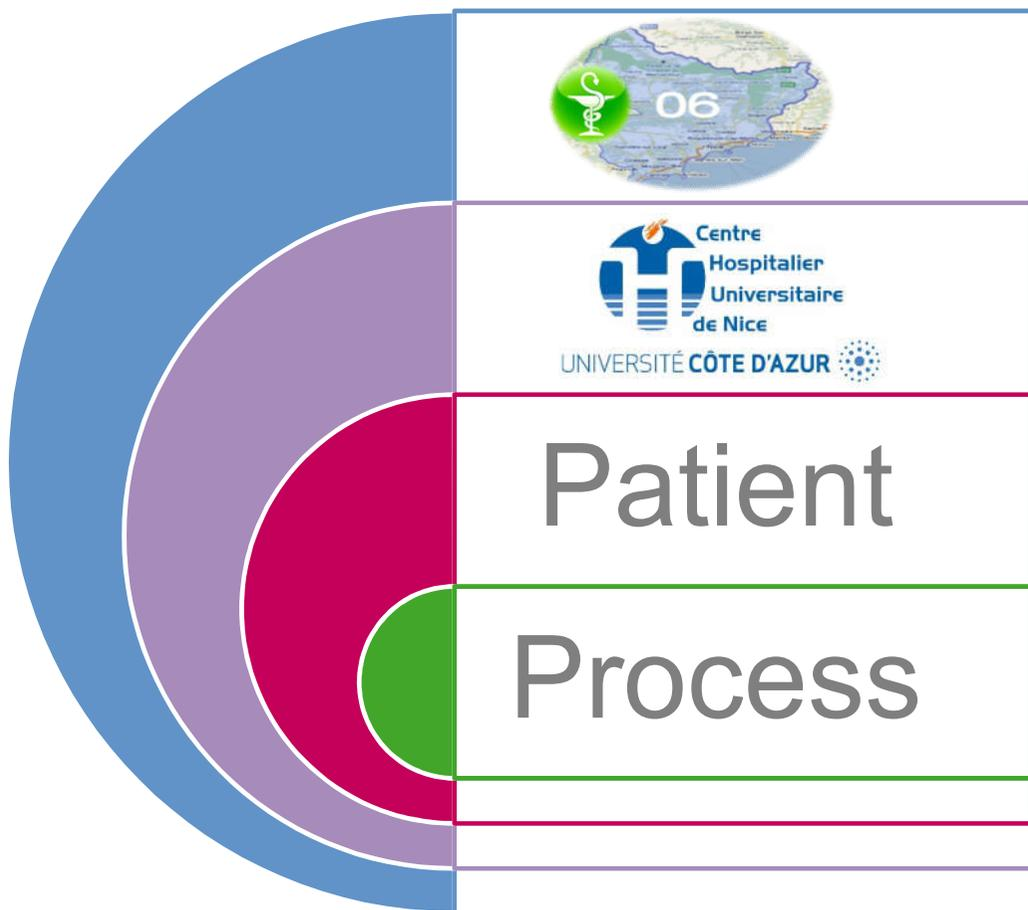 06
Centre
Hospitalier
Universitaire
de Nice
UNIVERSITÉ CÔTE D'AZUR
Patient
Process